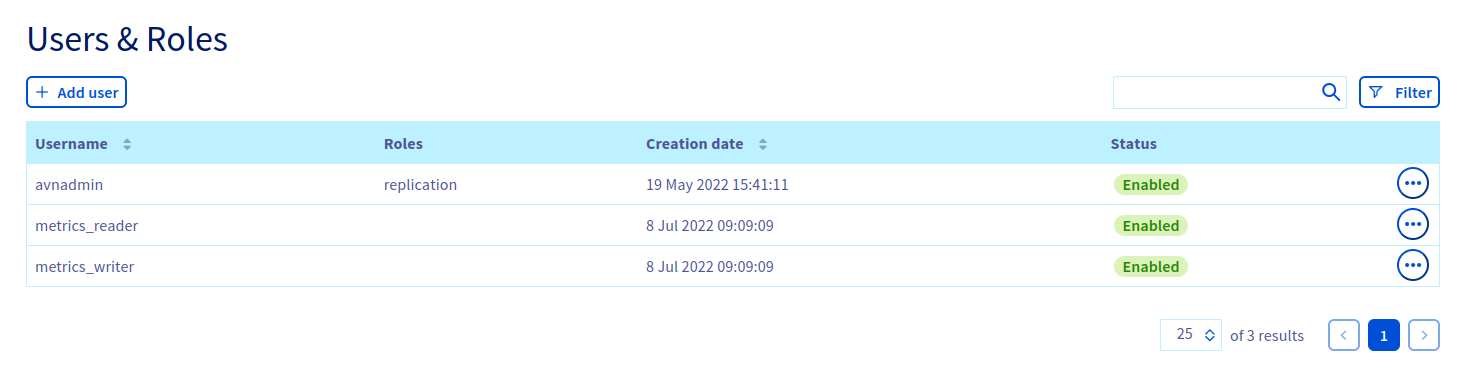 Users & Roles
Add user
Filter
Username Roles Creation date Status
avnadmin replication 19 May 2022 15:41:11 Enabled
metrics_reader 8 Jul 2022 09:09:09 Enabled
metrics_writer 8 Jul 2022 09:09:09 Enabled
25 of 3 results 1